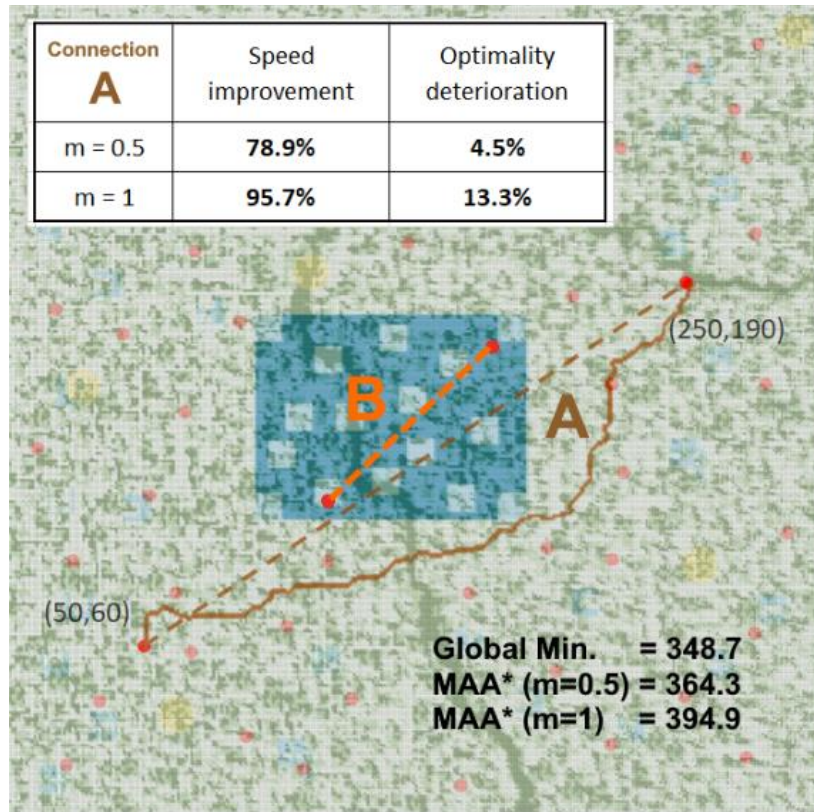 Connection A Speed improvement Optimality deterioration
m = 0.5 78.9% 4.5%
m = 1 95.7% 13.3%
(250,190)
B
A
(50,60)
Global Min. = 348.7
MAA* (m=0.5) = 364.3
MAA* (m=1) = 394.9